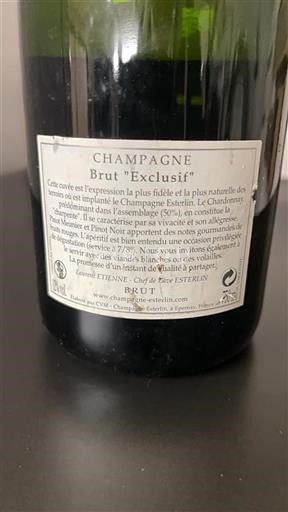 CHAMPAGNE
Brut "Exclusif"
Cette cuvée est l'expression la plus fidèle et la plus naturelle des
terroirs où est implanté le Champagne Esterlin. Le Chardonnay,
prédominant dans l'assemblage (50%), en constitue la
"charpente". Il se caractérise par sa vivacité et son allégresse.
Pinot Meunier et Pinot Noir apportent des notes gourmandes de
fruits rouges. L'apéritif est bien entendu une occasion privilégiée
de dégustation (service à 7/8°). Nous vous invitons également à
le servir avec des viandes blanches ou des volailles.
La promesse d'un instant de qualité à partager.
Laurent ETIENNE - Chef de Cave ESTERLIN
BRUT
www.champagne-esterlin.com
Elaboré par CVM - Champagne Esterlin, à Epernay, France